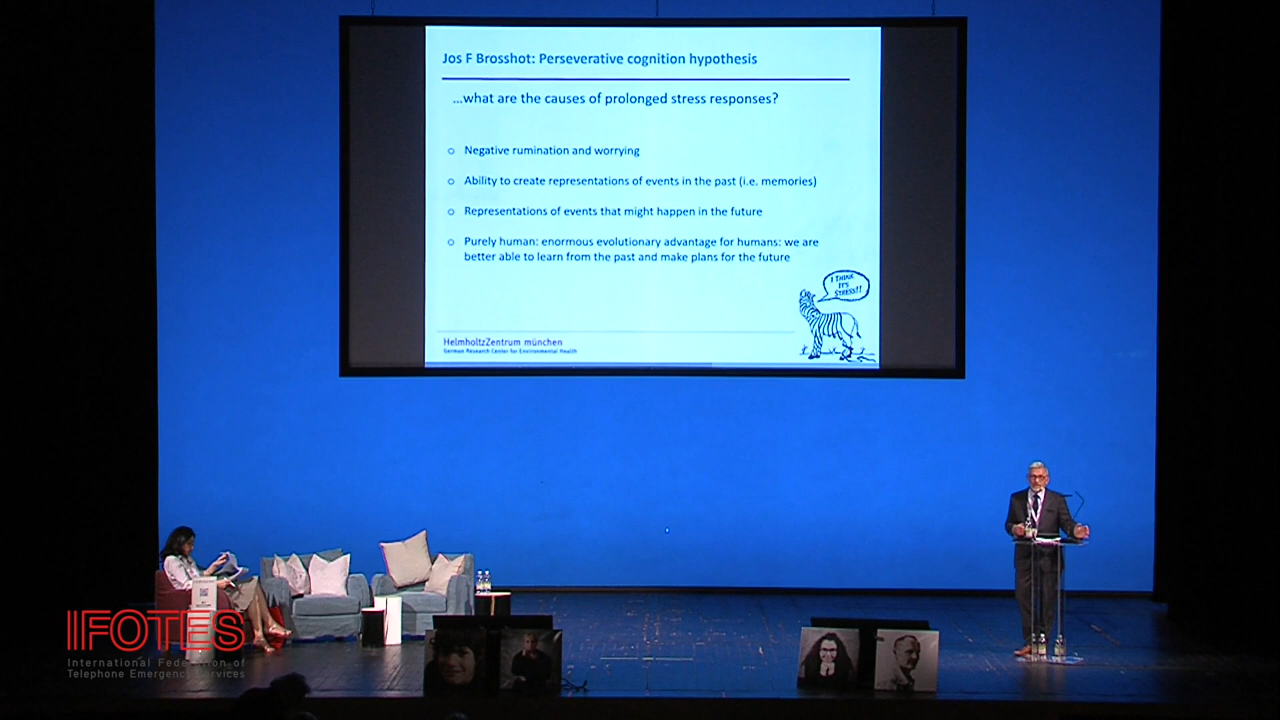 Jos F Brosshot: Perseverative cognition hypothesis
...what are the causes of prolonged stress responses?
Negative rumination and worrying
Ability to create representations of events in the past (i.e. memories)
Representations of events that might happen in the future
Purely human: enormous evolutionary advantage for humans: we are
better able to learn from the past and make plans for the future
I THINK
IT'S
STRESS!!
HelmholtzZentrum münchen
German Research Center for Environmental Health
IFOTES
International Federation of
Telephone Emergency Services